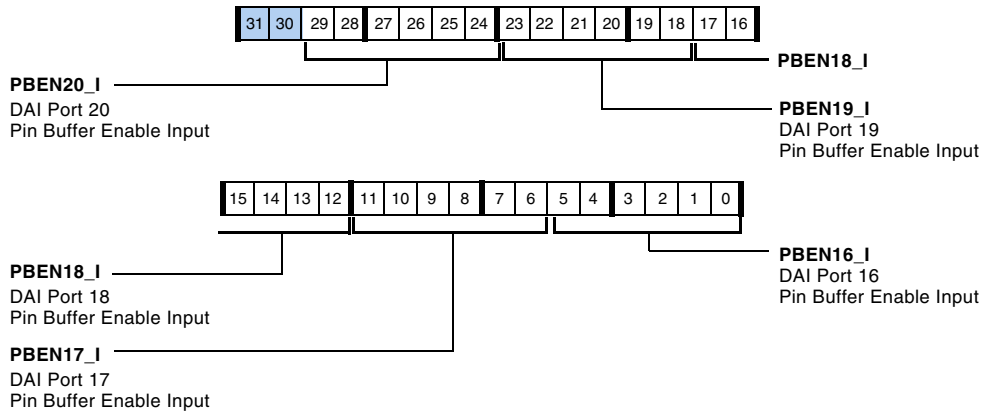 31 30 29 28 27 26 25 24 23 22 21 20 19 18 17 16
PBEN18_I
PBEN20_I
DAI Port 20
Pin Buffer Enable Input
PBEN19_I
DAI Port 19
Pin Buffer Enable Input
15 14 13 12 11 10 9 8 7 6 5 4 3 2 1 0
PBEN16_I
DAI Port 16
Pin Buffer Enable Input
PBEN18_I
DAI Port 18
Pin Buffer Enable Input
PBEN17_I
DAI Port 17
Pin Buffer Enable Input